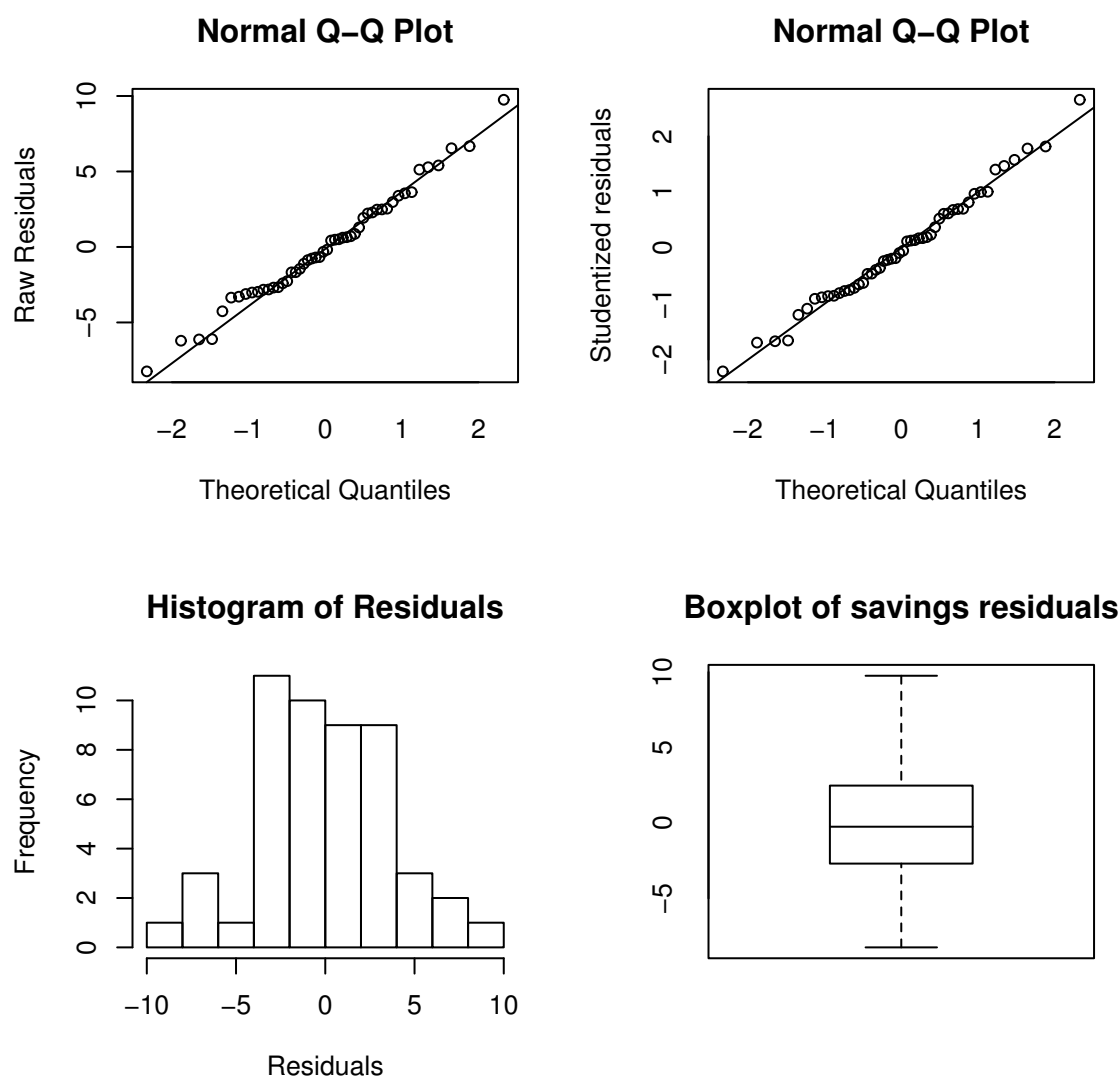 Normal Q−Q Plot
Raw Residuals
10
5
0
−5
−2 −1 0 1 2
Theoretical Quantiles
Normal Q−Q Plot
Studentized residuals
2
1
0
−1
−2
−2 −1 0 1 2
Theoretical Quantiles
Histogram of Residuals
Frequency
10
8
6
4
2
0
−10 −5 0 5 10
Residuals
Boxplot of savings residuals
10
5
0
−5